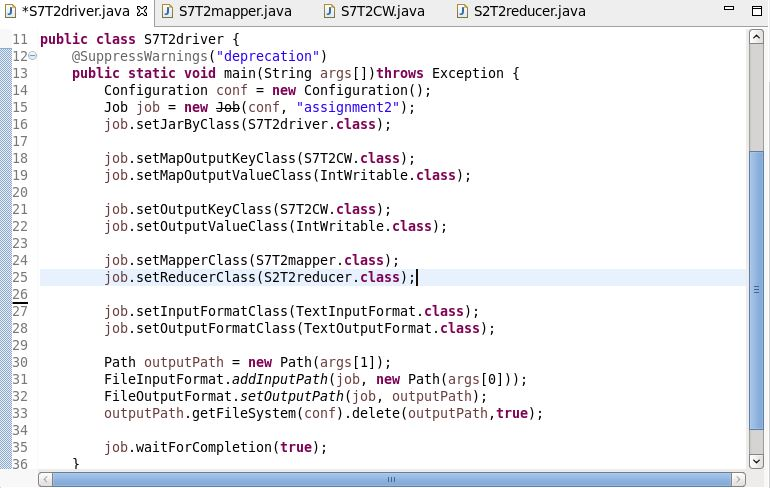 *S7T2driver.java S7T2mapper.java S7T2CW.java S2T2reducer.java
11 public class S7T2driver {
12 @SuppressWarnings("deprecation")
13 public static void main(String args[])throws Exception {
14 Configuration conf = new Configuration();
15 Job job = new Job(conf, "assignment2");
16 job.setJarByClass(S7T2driver.class);
17
18 job.setMapOutputKeyClass(S7T2CW.class);
19 job.setMapOutputValueClass(IntWritable.class);
20
21 job.setOutputKeyClass(S7T2CW.class);
22 job.setOutputValueClass(IntWritable.class);
23
24 job.setMapperClass(S7T2mapper.class);
25 job.setReducerClass(S2T2reducer.class);
26
27 job.setInputFormatClass(TextInputFormat.class);
28 job.setOutputFormatClass(TextOutputFormat.class);
29
30 Path outputPath = new Path(args[1]);
31 FileInputFormat.addInputPath(job, new Path(args[0]));
32 FileOutputFormat.setOutputPath(job, outputPath);
33 outputPath.getFileSystem(conf).delete(outputPath,true);
34
35 job.waitForCompletion(true);
36 }